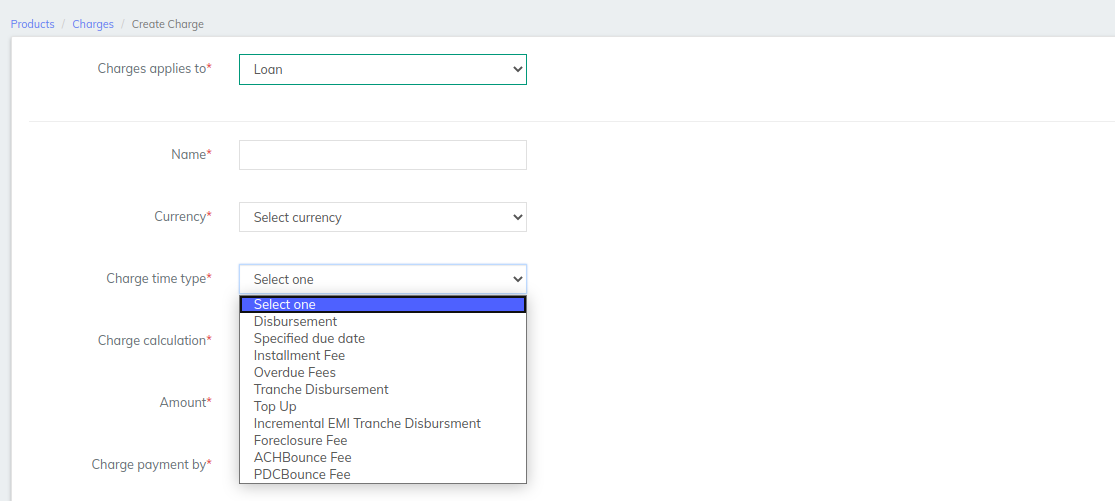 Products / Charges / Create Charge
Charges applies to* Loan
Name*
Currency* Select currency
Charge time type* Select one
Select one
Disbursement
Specified due date
Charge calculation*
Installment Fee
Overdue Fees
Tranche Disbursement
Amount*
Top Up
Incremental EMI Tranche Disbursment
Foreclosure Fee
ACHBounce Fee
Charge payment by*
PDCBounce Fee